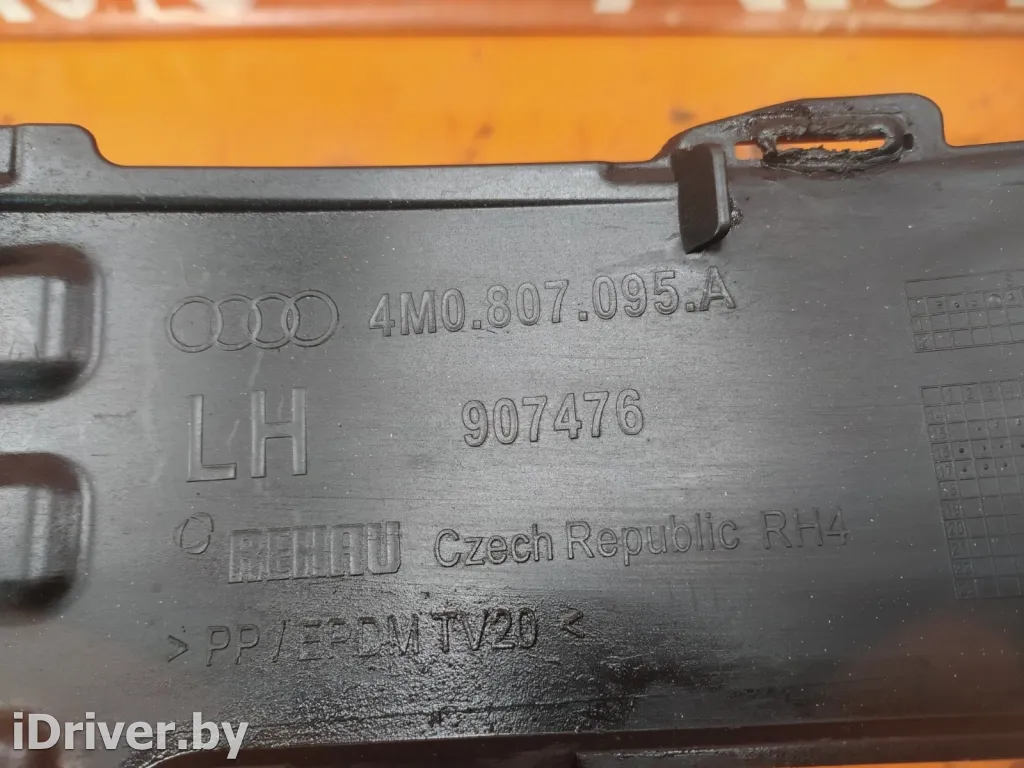 4M0.807.095.A
LH 907476
REHAU Czech Republic RH4
> PP / EPDM TV20 <
iDriver.by